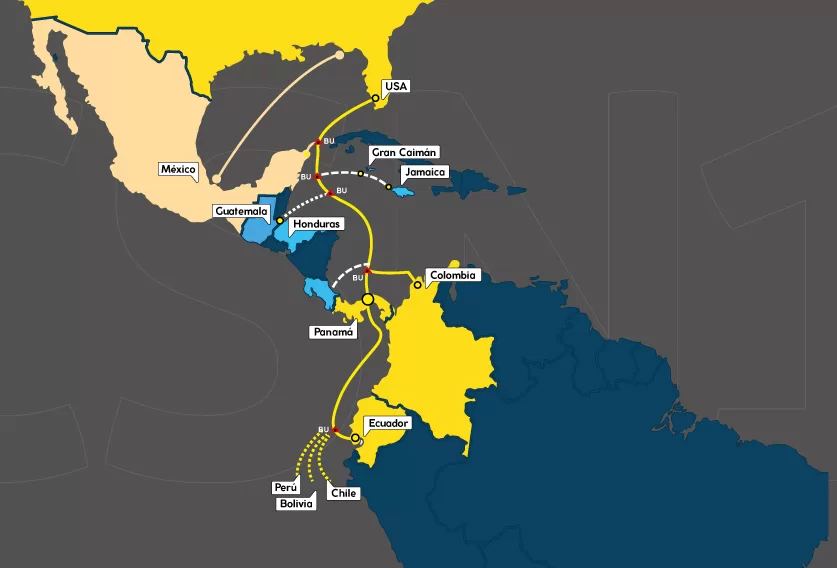 USA
BU
Gran Caimán
México
BU
Jamaica
BU
Guatemala
Honduras
BU
Colombia
Panamá
BU
Ecuador
Perú
Chile
Bolivia